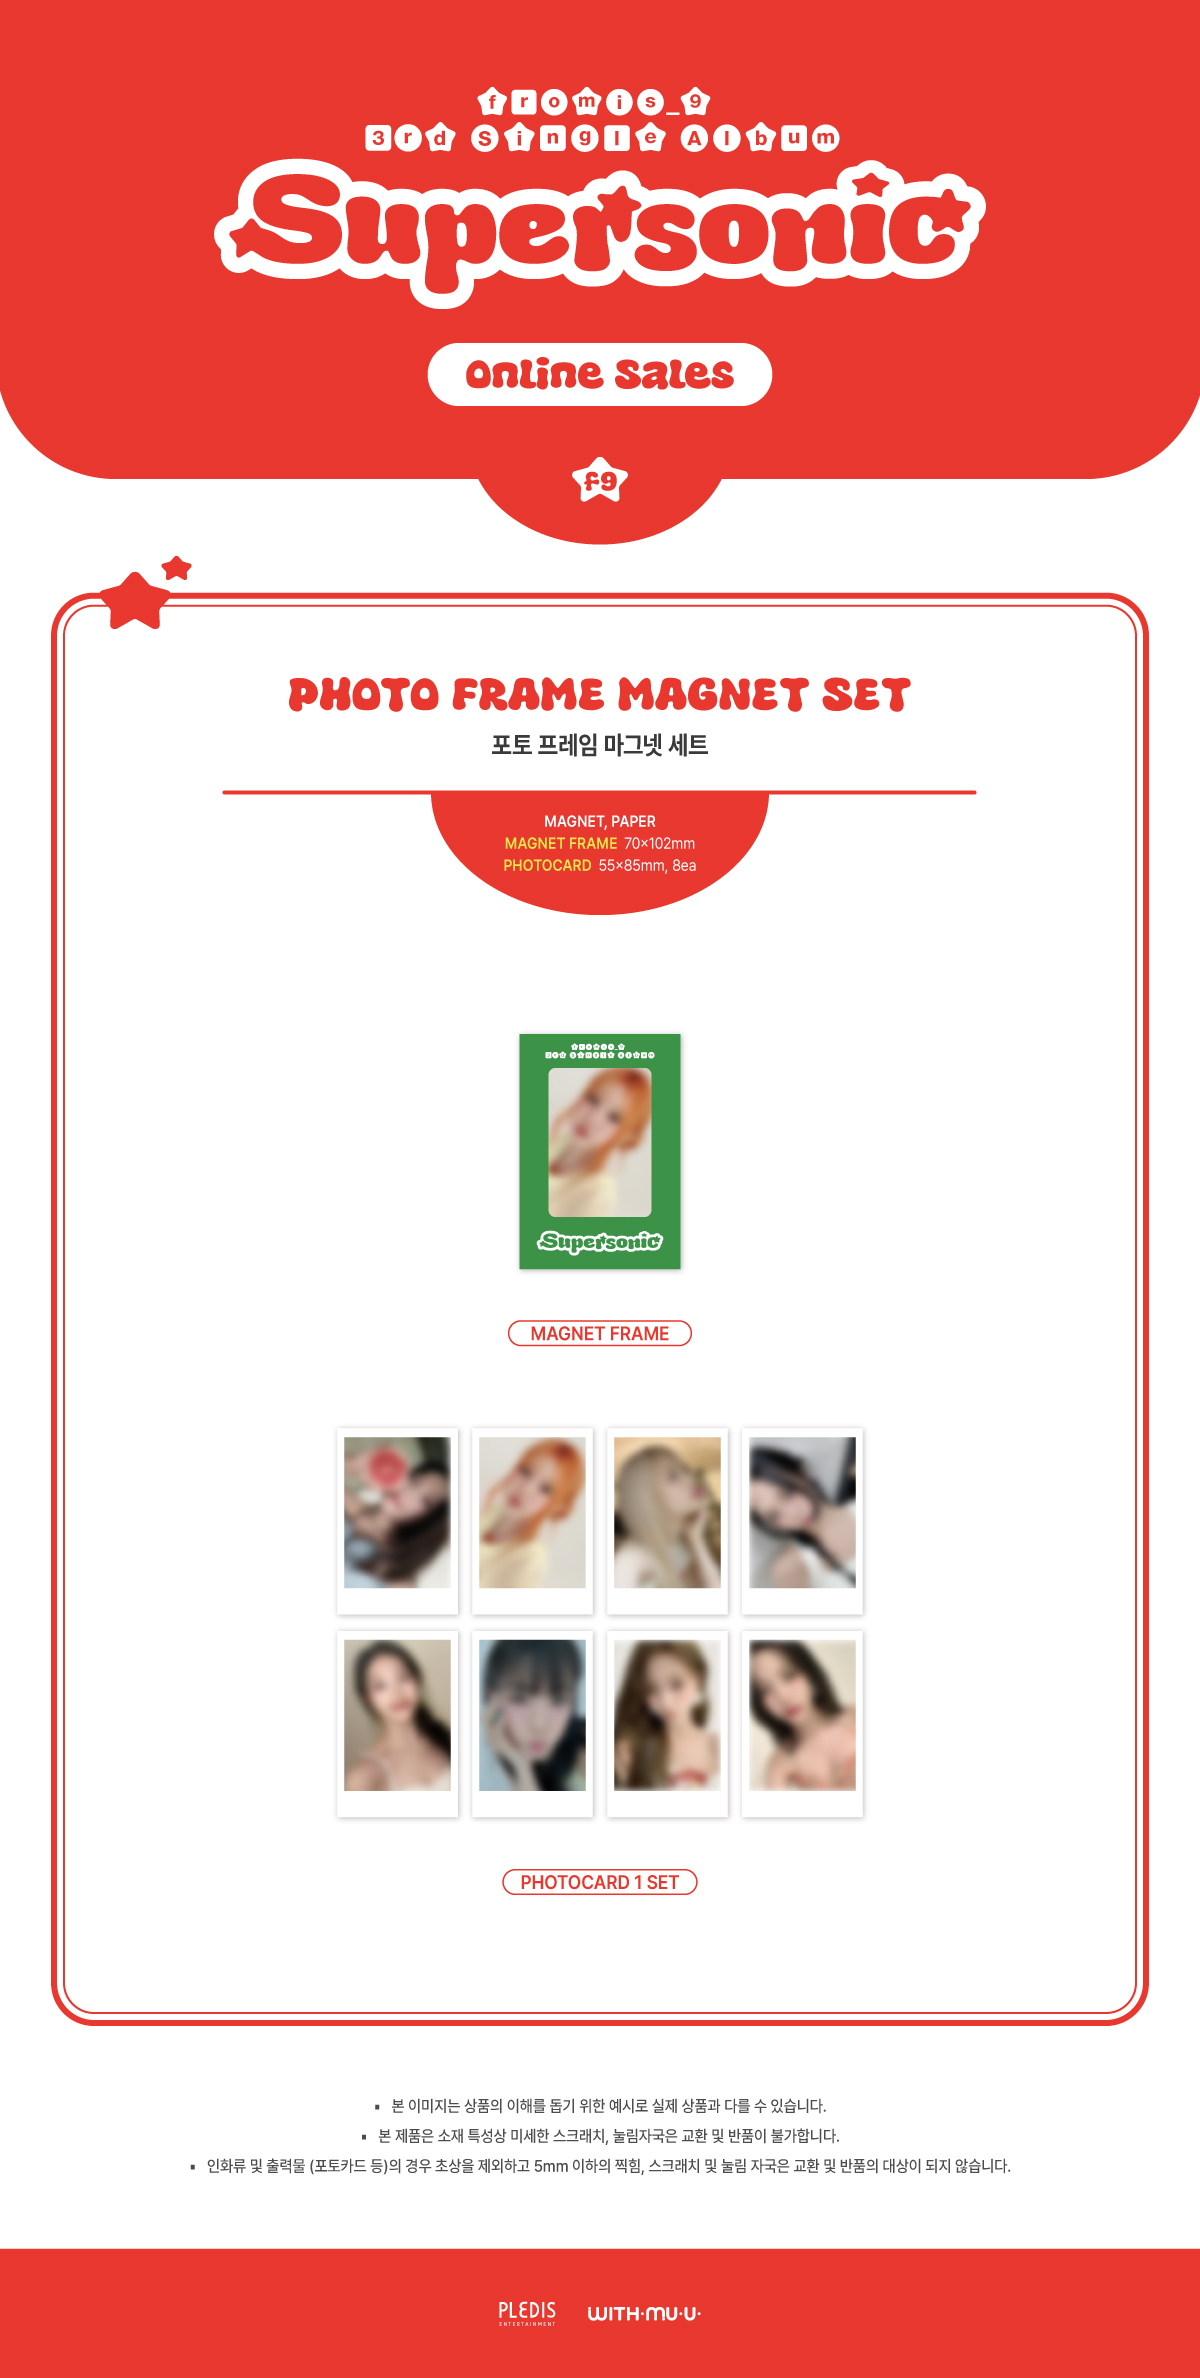 fromis_9
3rd Single Album
Supersonic
Online Sales
f9
PHOTO FRAME MAGNET SET
포토 프레임 마그넷 세트
MAGNET, PAPER
MAGNET FRAME 70×102mm
PHOTOCARD 55×85mm, 8ea
fromis_9
3rd Single Album
Supersonic
MAGNET FRAME
PHOTOCARD 1 SET
▪ 본 이미지는 상품의 이해를 돕기 위한 예시로 실제 상품과 다를 수 있습니다.
▪ 본 제품은 소재 특성상 미세한 스크래치, 눌림자국은 교환 및 반품이 불가합니다.
▪ 인화류 및 출력물 (포토카드 등)의 경우 초상을 제외하고 5mm 이하의 찍힘, 스크래치 및 눌림 자국은 교환 및 반품의 대상이 되지 않습니다.
PLEDIS WITH·MU·U·
ENTERTAINMENT